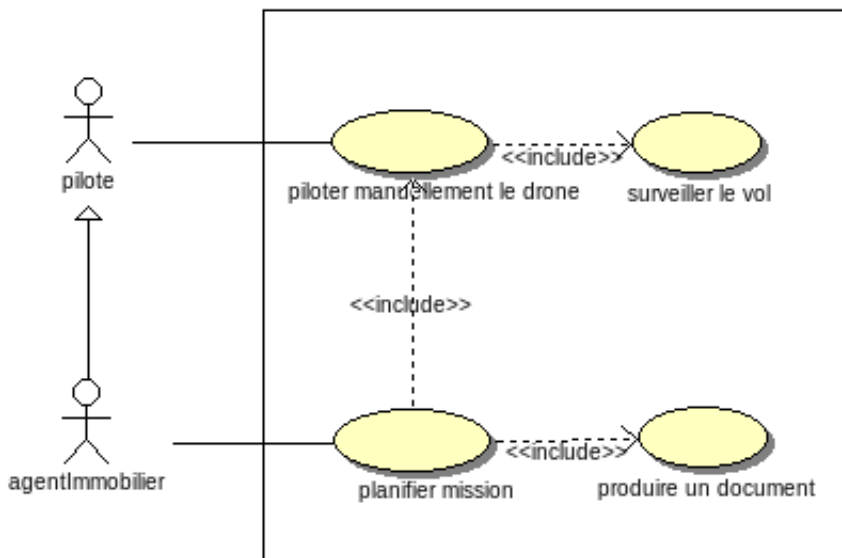 <<include>>
pilote
piloter manuellement le drone
surveiller le vol
<<include>>
<<include>>
agentImmobilier
planifier mission
produire un document